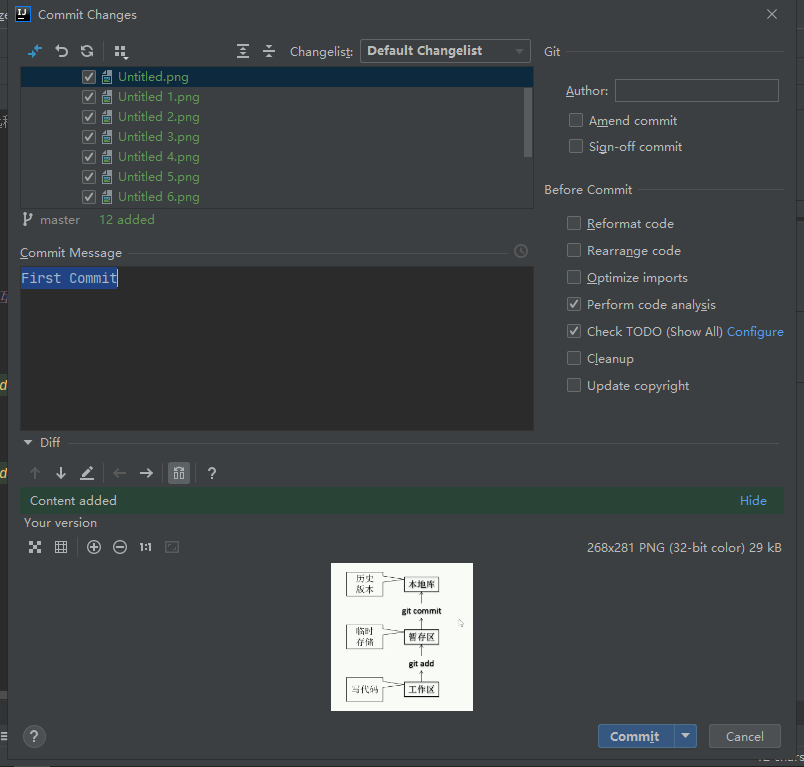 Commit Changes
Changelist: Default Changelist
Git
Untitled.png
Untitled 1.png
Untitled 2.png
Untitled 3.png
Untitled 4.png
Untitled 5.png
Untitled 6.png
master 12 added
Author:
Amend commit
Sign-off commit
Before Commit
Reformat code
Rearrange code
Optimize imports
Perform code analysis
Check TODO (Show All) Configure
Cleanup
Update copyright
Commit Message
First Commit
Diff
?
Content added Hide
Your version
1:1
268x281 PNG (32-bit color) 29 kB
历史
版本
本地库
git commit
临时
存储
暂存区
git add
写代码
工作区
?
Commit
Cancel